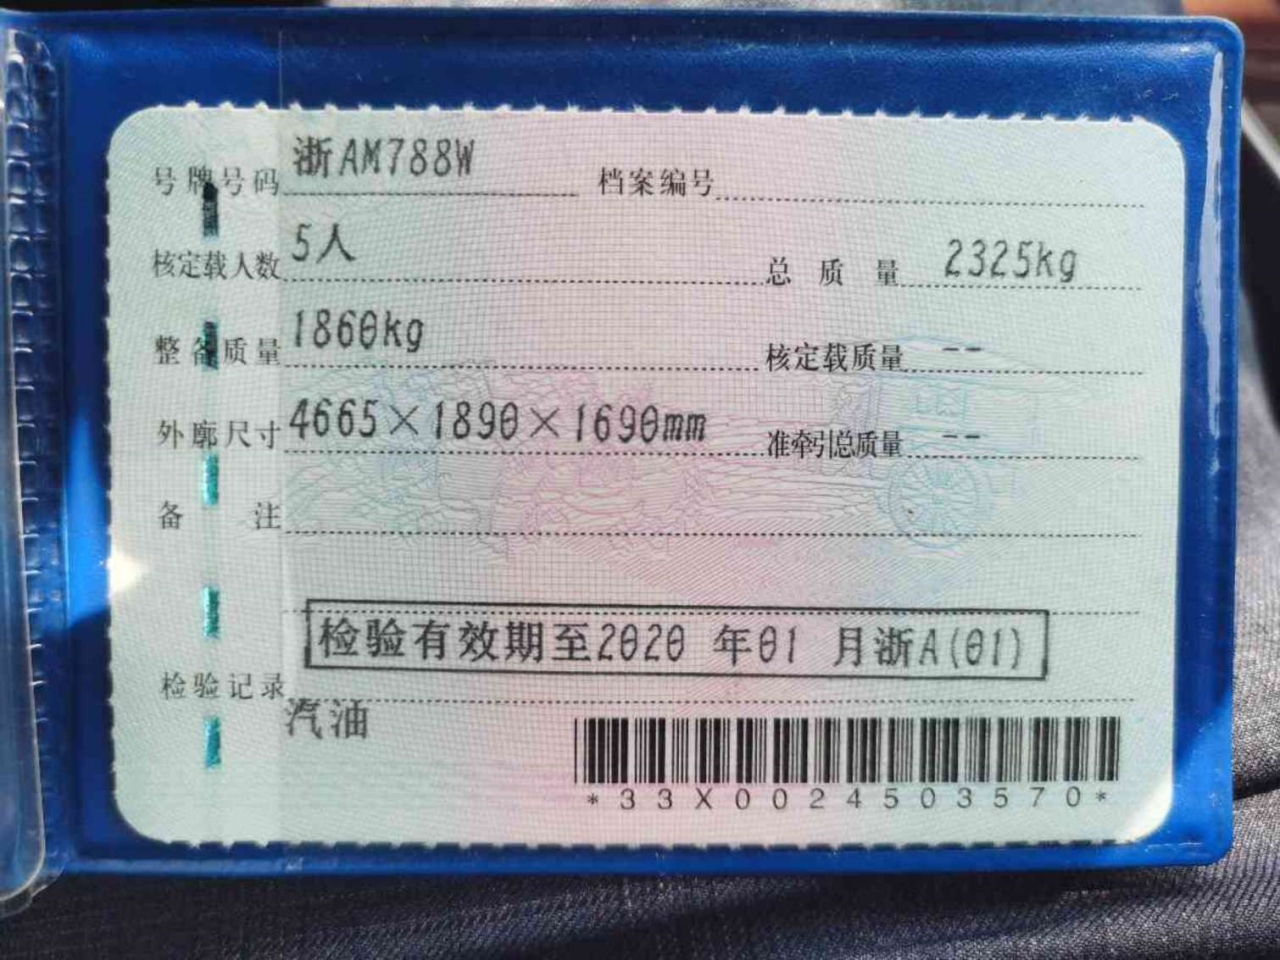 号牌号码 浙AM788W 档案编号
核定载人数 5人 总质量 2325kg
整备质量 1860kg 核定载质量 --
外廓尺寸 4665×1890×1690mm 准牵引总质量 --
备注
检验有效期至2020 年01 月浙A(01)
检验记录
汽油
*33X0024503570*